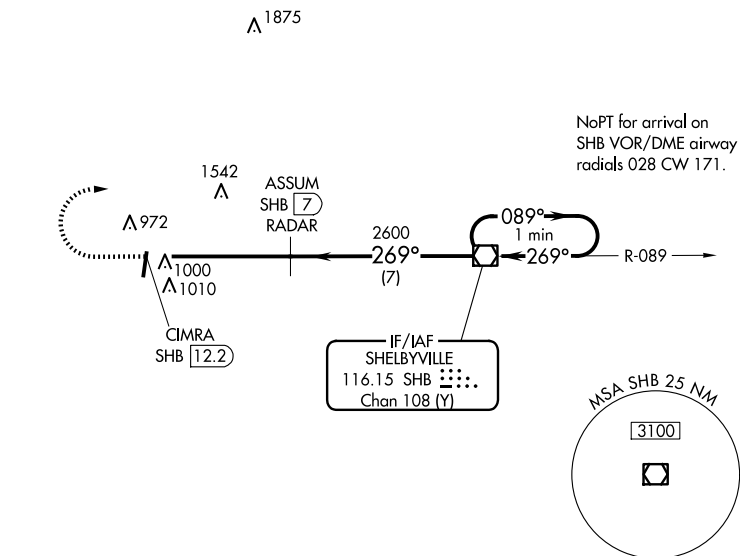 1875
NoPT for arrival on
SHB VOR/DME airway
radials 028 CW 171.
1542
ASSUM
SHB 7
RADAR
972
2600
089°
1 min
269°
269°
R-089
(7)
1000
1010
CIMRA
SHB 12.2
IF/IAF
SHELBYVILLE
116.15 SHB
Chan 108 (Y)
MSA SHB 25 NM
3100